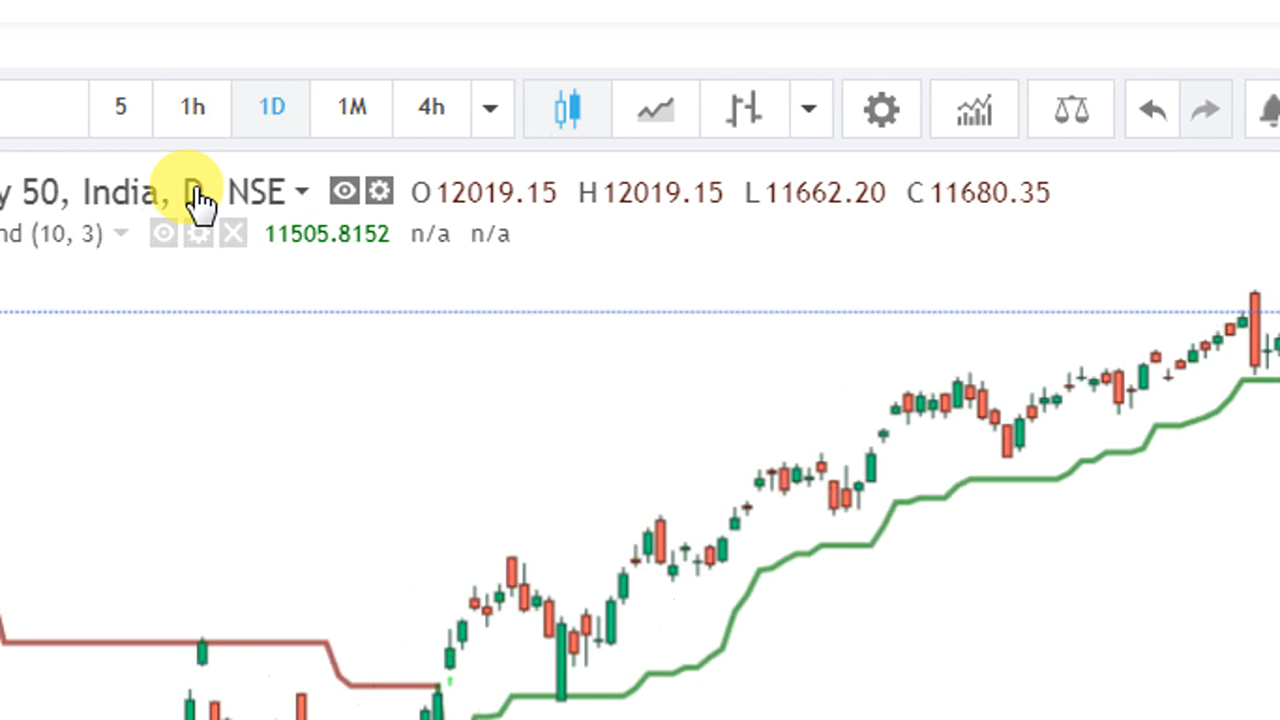 5 1h 1D 1M 4h
y 50, India, D, NSE O 12019.15 H 12019.15 L 11662.20 C 11680.35
nd (10, 3) 11505.8152 n/a n/a